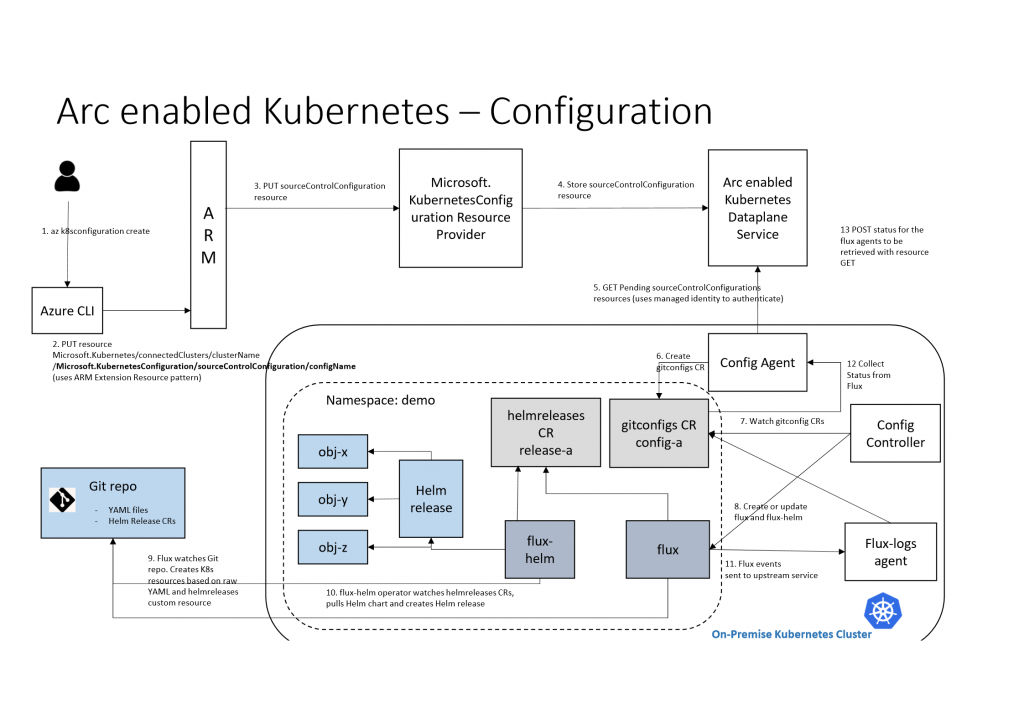 Arc enabled Kubernetes – Configuration
1. az k8sconfiguration create
Azure CLI
2. PUT resource
Microsoft.Kubernetes/connectedClusters/clusterName
/Microsoft.KubernetesConfiguration/sourceControlConfiguration/configName
(uses ARM Extension Resource pattern)
A
R
M
3. PUT sourceControlConfiguration
resource
Microsoft.
KubernetesConfig
uration Resource
Provider
4. Store sourceControlConfiguration
resource
Arc enabled
Kubernetes
Dataplane
Service
13 POST status for the
flux agents to be
retrieved with resource
GET
5. GET Pending sourceControlConfigurations
resources (uses managed identity to authenticate)
Config Agent
6. Create
gitconfigs CR
12 Collect
Status from
Flux
Namespace: demo
helmreleases
CR
release-a
gitconfigs CR
config-a
7. Watch gitconfig CRs
Config
Controller
obj-x
obj-y
obj-z
Helm
release
flux-
helm
flux
8. Create or update
flux and flux-helm
Flux-logs
agent
11. Flux events
sent to upstream service
Git repo
- YAML files
- Helm Release CRs
9. Flux watches Git
repo. Creates K8s
resources based on raw
YAML and helmreleases
custom resource
10. flux-helm operator watches helmreleases CRs,
pulls Helm chart and creates Helm release
On-Premise Kubernetes Cluster